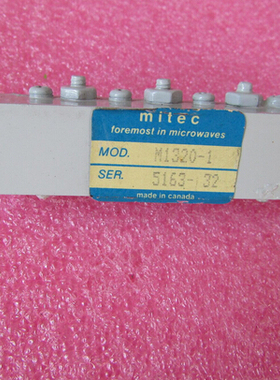 mitec
foremost in microwaves
MOD. M1320-1
SER. 5163- 32
made in canada